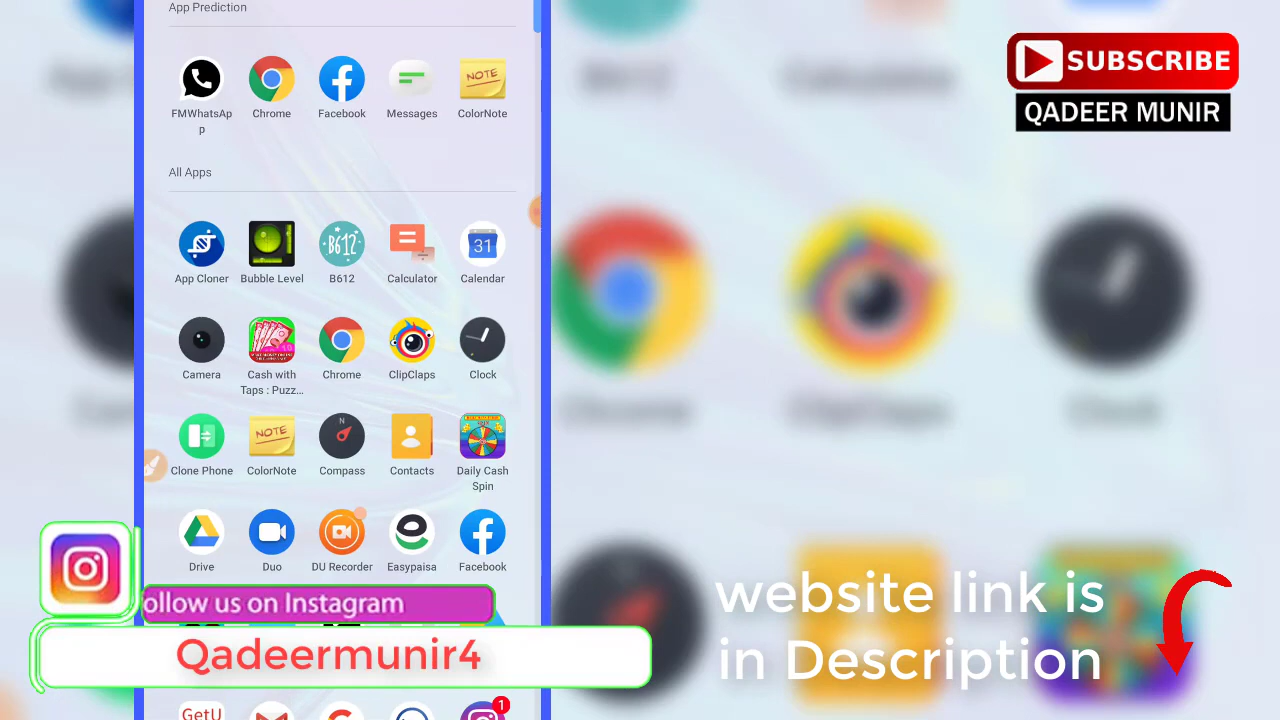 App Prediction
FMWhatsAp
p
Chrome
Facebook
Messages
NOTE
ColorNote
All Apps
B612
31
App Cloner
Bubble Level
B612
Calculator
Calendar
Camera
Cash with
Taps : Puzz...
Chrome
ClipClaps
Clock
NOTE
N
Clone Phone
ColorNote
Compass
Contacts
Daily Cash
Spin
Drive
Duo
DU Recorder
Easypaisa
Facebook
GetU
1
SUBSCRIBE
QADEER MUNIR
ollow us on Instagram
Qadeermunir4
website link is
in Description